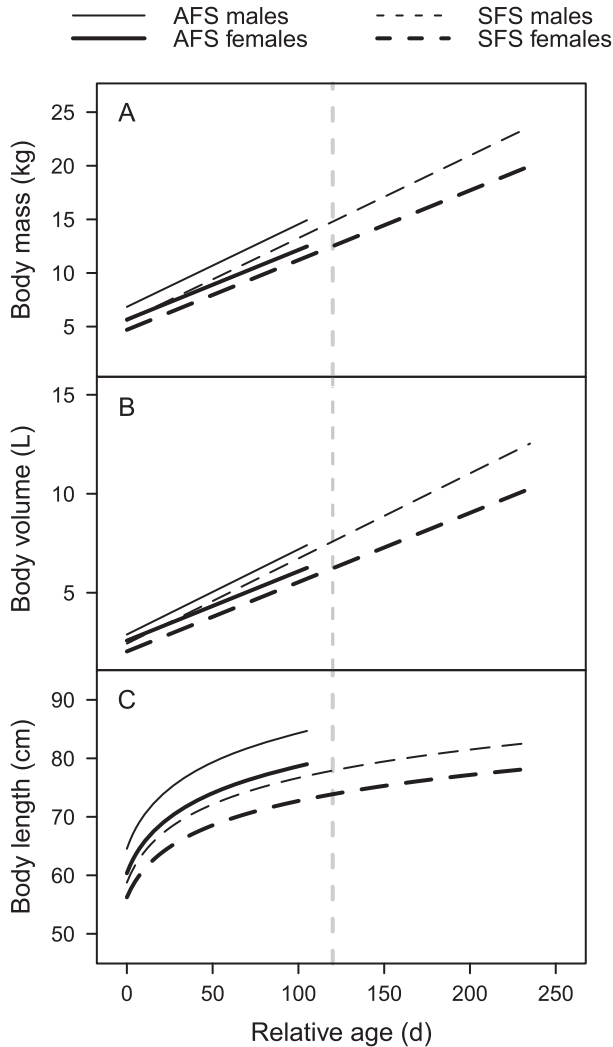 AFS males SFS males
AFS females SFS females
A
25
20
15
10
5
Body mass (kg)
B
15
10
5
Body volume (L)
C
90
80
70
60
50
Body length (cm)
0 50 100 150 200 250
Relative age (d)